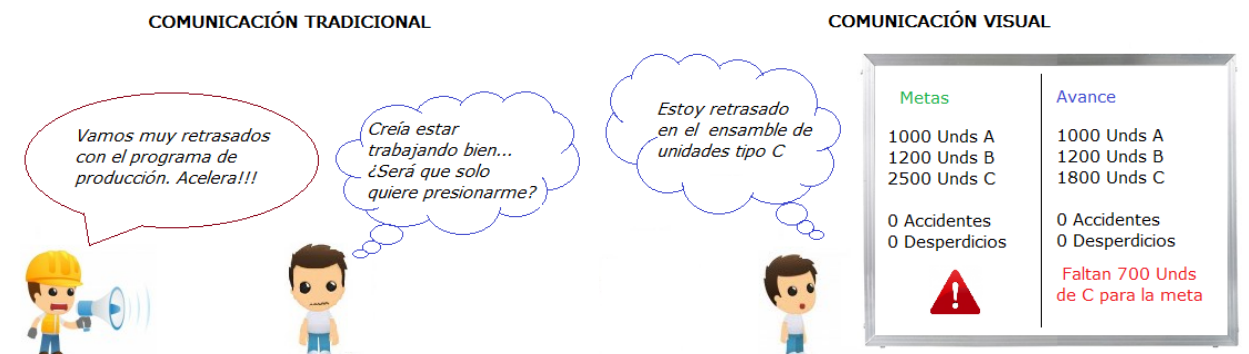 COMUNICACIÓN TRADICIONAL
Vamos muy retrasados
con el programa de
producción. Acelera!!!
Creía estar
trabajando bien...
¿Será que solo
quiere presionarme?
COMUNICACIÓN VISUAL
Estoy retrasado
en el ensamble de
unidades tipo C
Metas
1000 Unds A
1200 Unds B
2500 Unds C
0 Accidentes
0 Desperdicios
Avance
1000 Unds A
1200 Unds B
1800 Unds C
0 Accidentes
0 Desperdicios
Faltan 700 Unds
de C para la meta